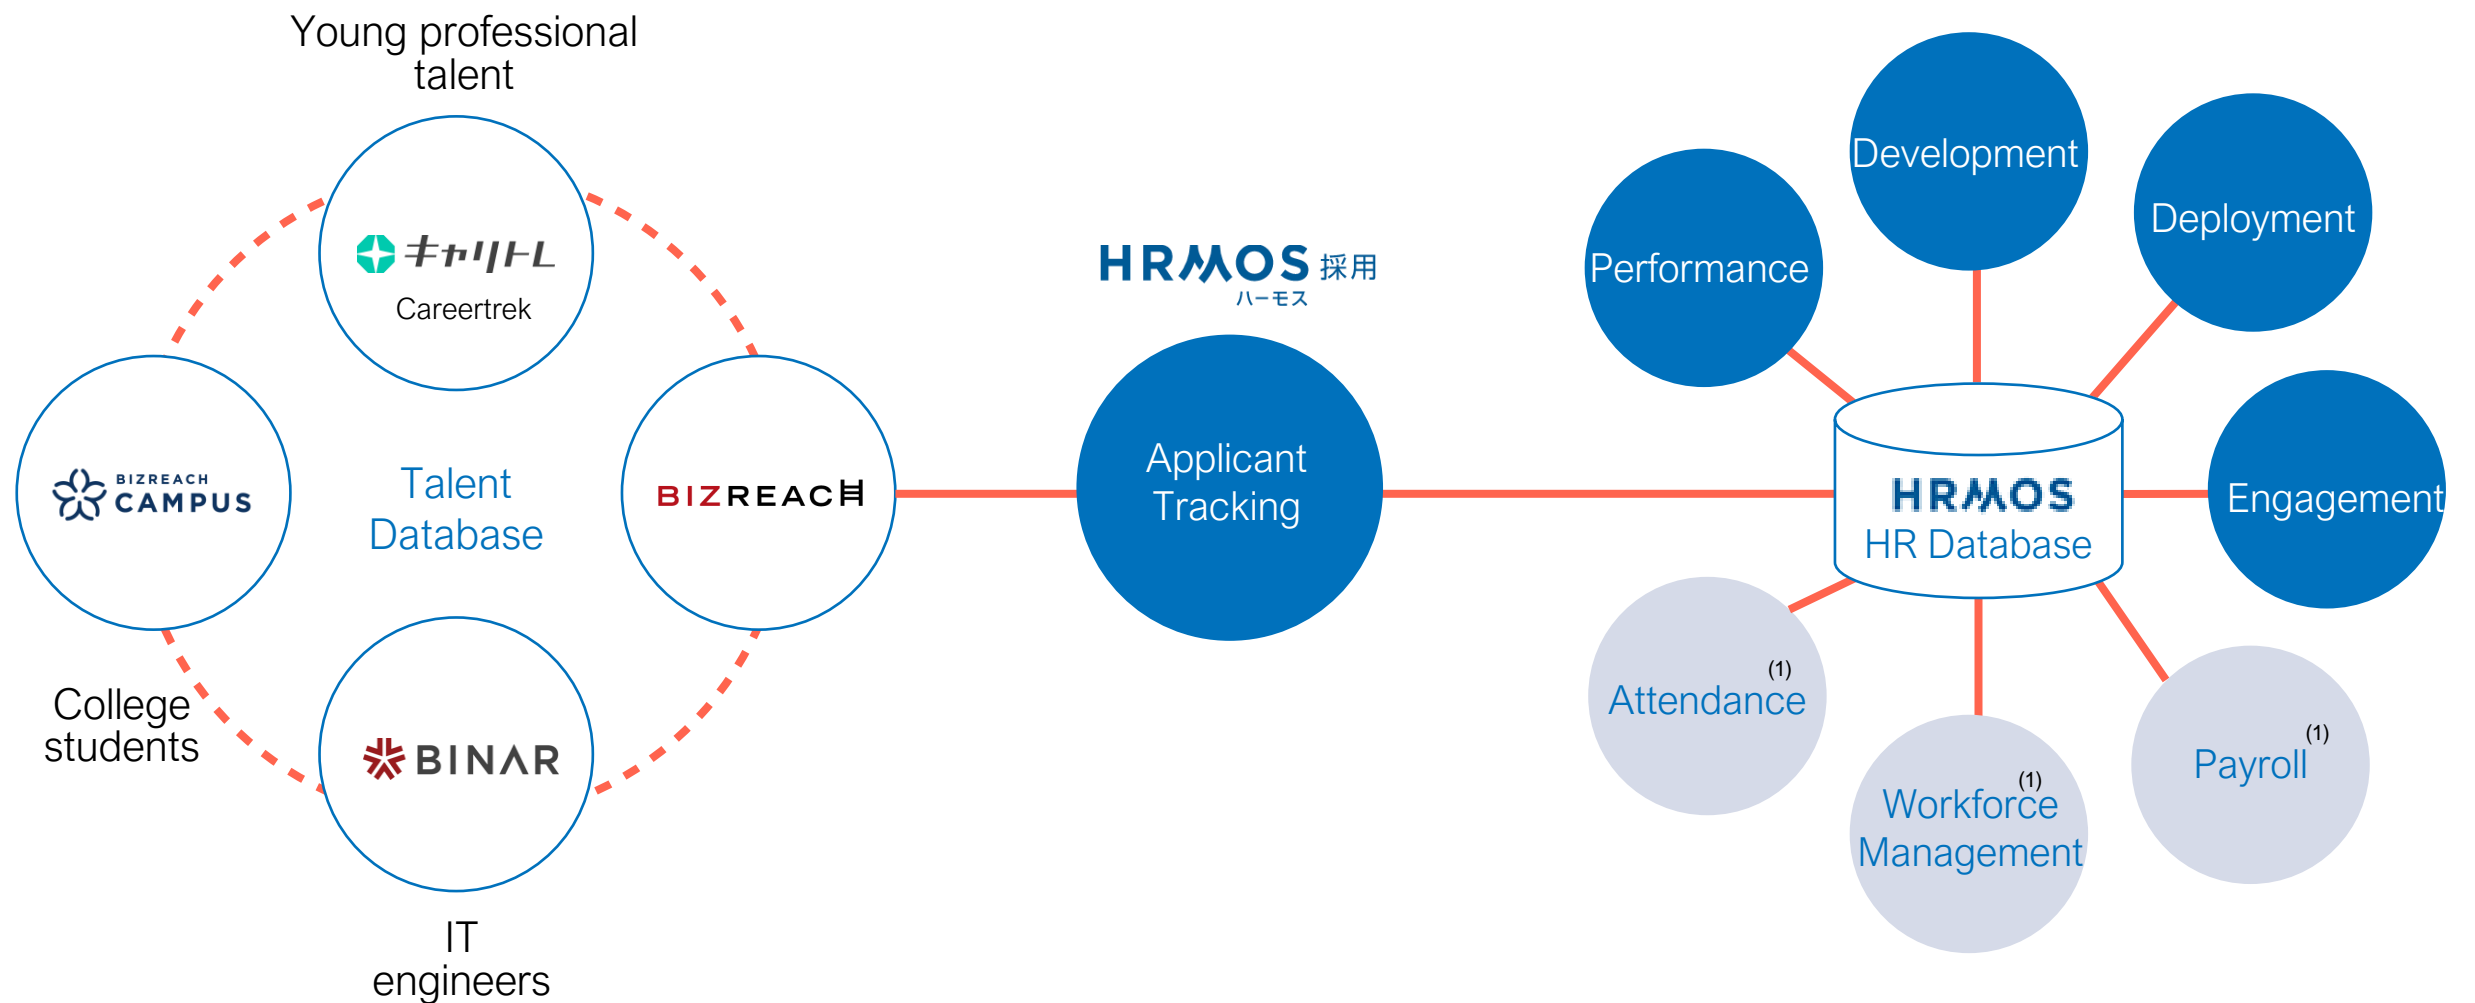 Young professional
talent
キャリトレ
Careertrek
BIZREACH
CAMPUS
Talent
Database
BIZREACH
College
students
BINAR
IT
engineers
HRMOS 採用
ハーモス
Applicant
Tracking
Performance
Development
Deployment
Engagement
HRMOS
HR Database
Attendance
(1)
Workforce
(1)
Management
Payroll
(1)